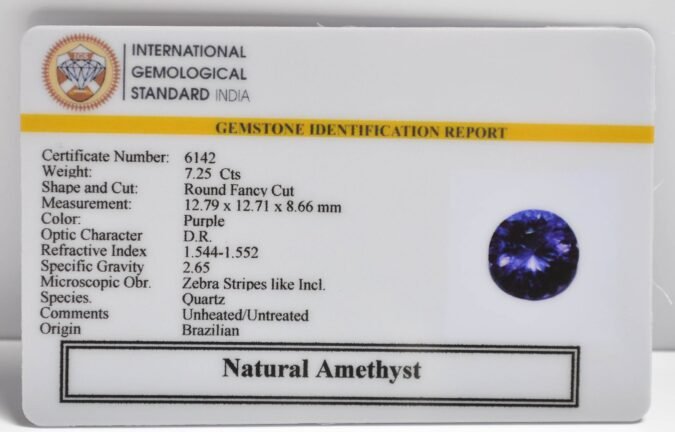 INTERNATIONAL
GEMOLOGICAL
STANDARD INDIA
GEMSTONE IDENTIFICATION REPORT
Certificate Number: 6142
Weight: 7.25 Cts
Shape and Cut: Round Fancy Cut
Measurement: 12.79 x 12.71 x 8.66 mm
Color: Purple
Optic Character D.R.
Refractive Index 1.544-1.552
Specific Gravity 2.65
Microscopic Obr. Zebra Stripes like Incl.
Species. Quartz
Comments Unheated/Untreated
Origin Brazilian
Natural Amethyst